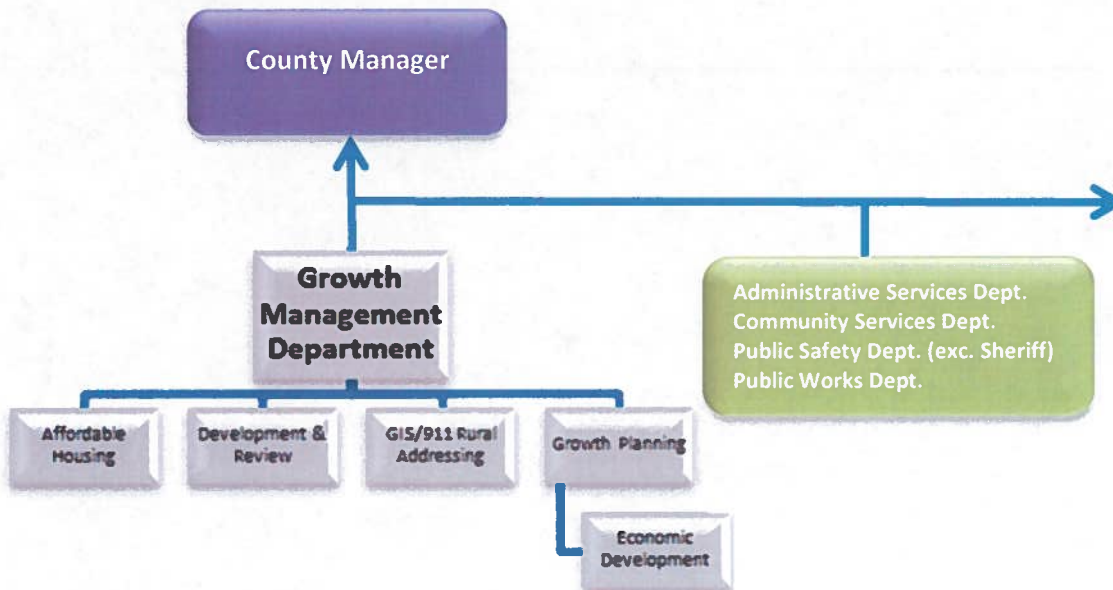 County Manager
Growth
Management
Department
Administrative Services Dept.
Community Services Dept.
Public Safety Dept. (exc. Sheriff)
Public Works Dept.
Affordable
Housing
Development &
Review
GIS/911 Rural
Addressing
Growth Planning
Economic
Development